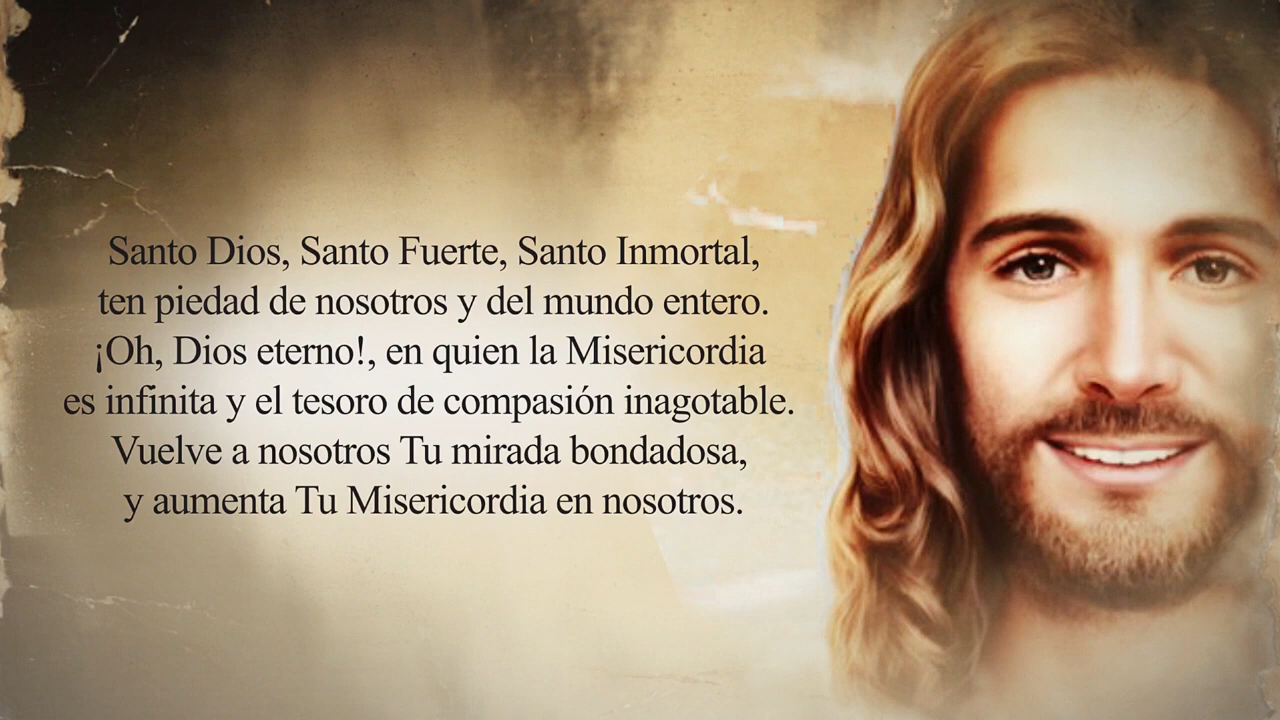 Santo Dios, Santo Fuerte, Santo Inmortal,
ten piedad de nosotros y del mundo entero.
¡Oh, Dios eterno!, en quien la Misericordia
es infinita y el tesoro de compasión inagotable.
Vuelve a nosotros Tu mirada bondadosa,
y aumenta Tu Misericordia en nosotros.